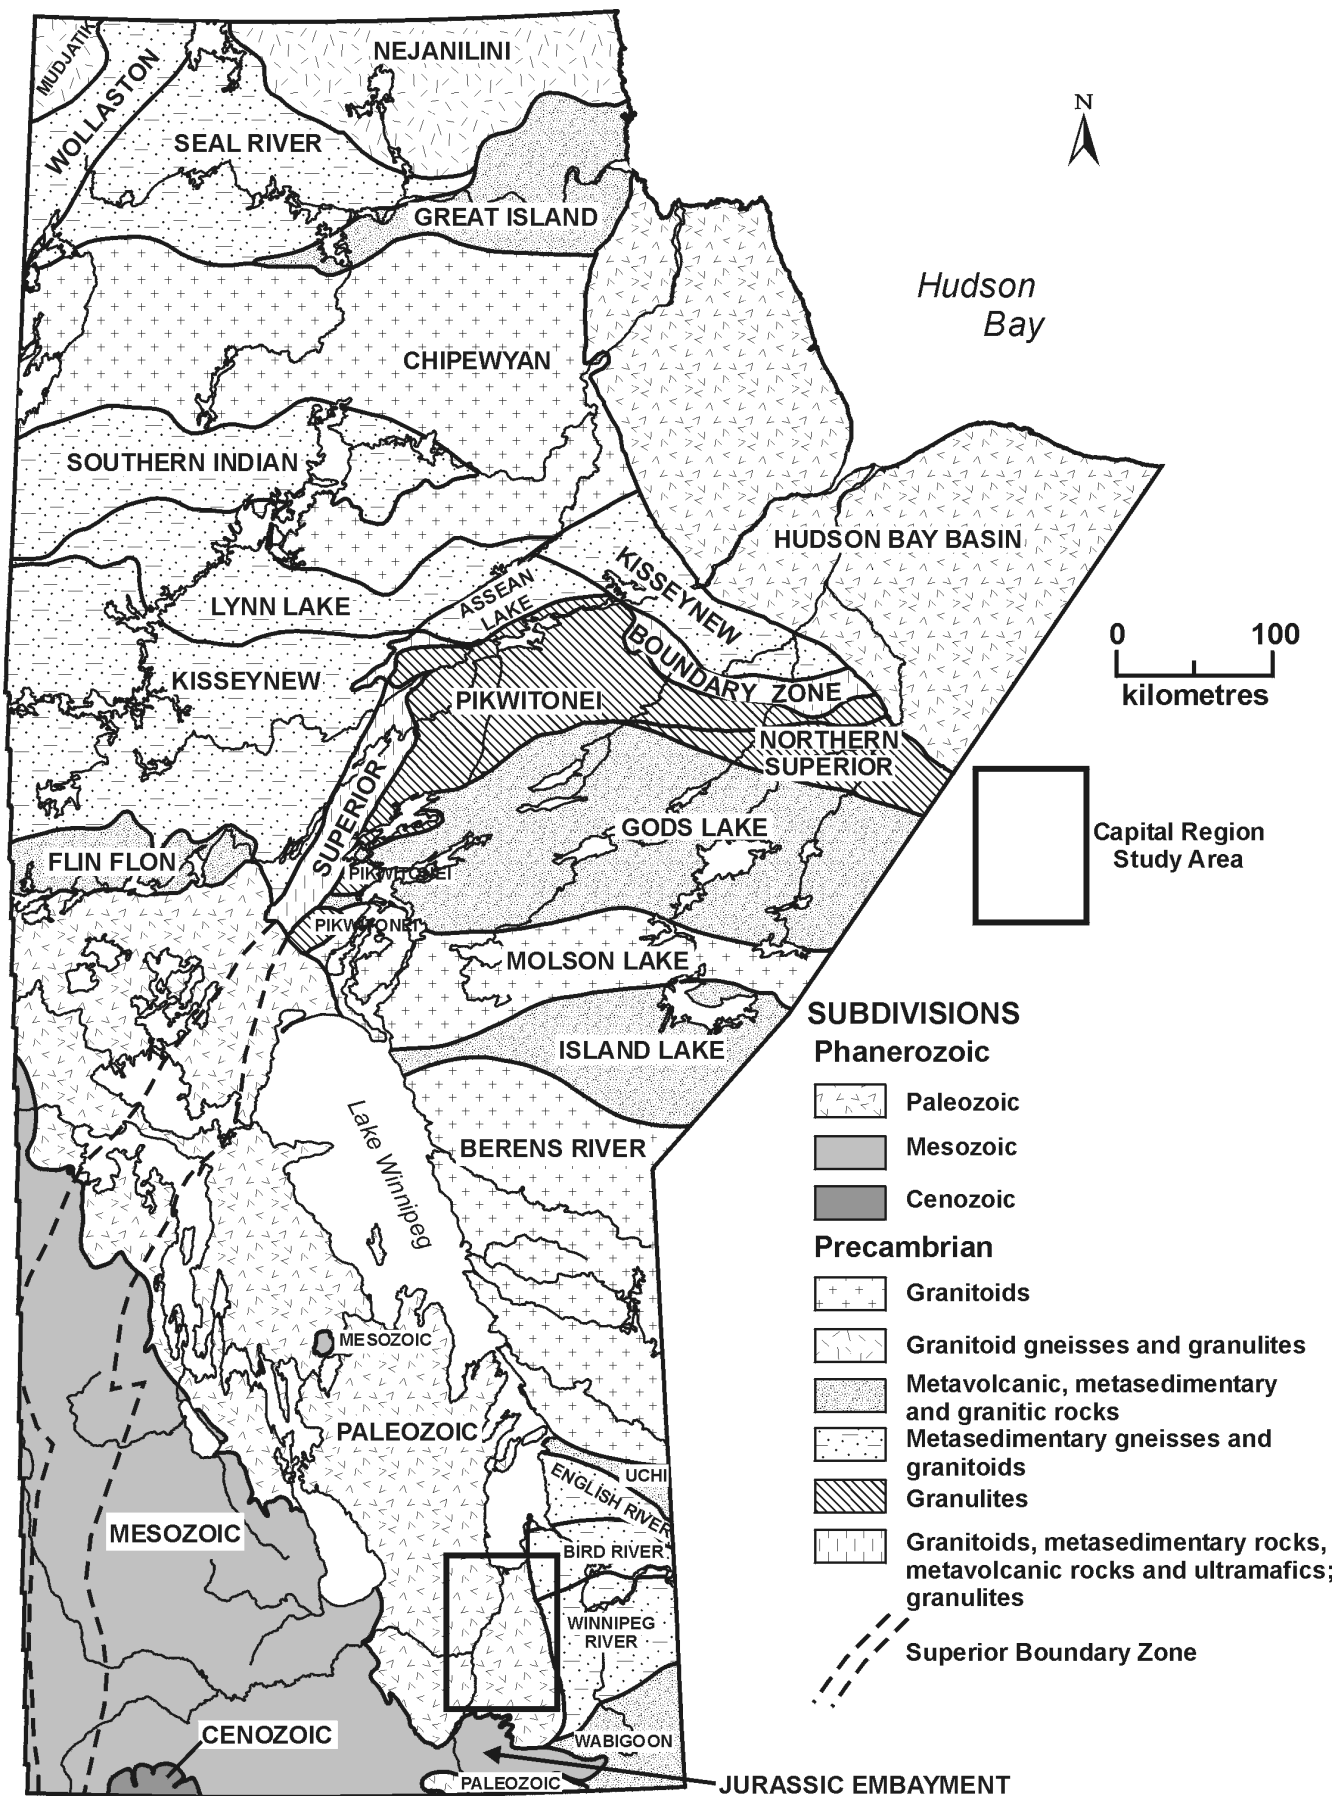 MUDJATIK
WOLLASTON
NEJANILINI
SEAL RIVER
GREAT ISLAND
N
Hudson
Bay
CHIPEWYAN
SOUTHERN INDIAN
HUDSON BAY BASIN
KISSEYNEW
ASSEAN
LAKE
LYNN LAKE
BOUNDARY ZONE
0 100
kilometres
KISSEYNEW
PIKWITONEI
NORTHERN
SUPERIOR
SUPERIOR
GODS LAKE
Capital Region
Study Area
FLIN FLON
PIKWITONEI
PIKWITONEI
MOLSON LAKE
ISLAND LAKE
SUBDIVISIONS
Phanerozoic
Paleozoic
Mesozoic
Cenozoic
Precambrian
Granitoids
Granitoid gneisses and granulites
Metavolcanic, metasedimentary
and granitic rocks
Metasedimentary gneisses and
granitoids
Granulites
Granitoids, metasedimentary rocks,
metavolcanic rocks and ultramafics;
granulites
Superior Boundary Zone
Lake Winnipeg
BERENS RIVER
MESOZOIC
PALEOZOIC
UCHI
ENGLISH RIVER
MESOZOIC
BIRD RIVER
WINNIPEG
RIVER
CENOZOIC
WABIGOON
PALEOZOIC
JURASSIC EMBAYMENT